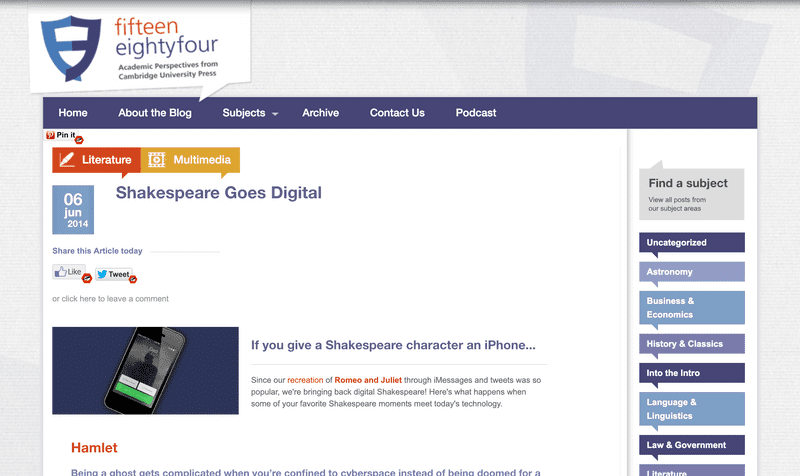 fifteen
eightyfour
Academic Perspectives from
Cambridge University Press
Home About the Blog Subjects Archive Contact Us Podcast
Pin it
Literature Multimedia
06
jun
2014
Shakespeare Goes Digital
Share this Article today
Like Tweet
or click here to leave a comment
If you give a Shakespeare character an iPhone...
Since our recreation of Romeo and Juliet through iMessages and tweets was so
popular, we're bringing back digital Shakespeare! Here's what happens when
some of your favorite Shakespeare moments meet today's technology.
Hamlet
Being a ghost gets complicated when you're confined to cyberspace instead of being doomed for a
Find a subject
View all posts from
our subject areas
Uncategorized
Astronomy
Business &
Economics
History & Classics
Into the Intro
Language &
Linguistics
Law & Government
Literature